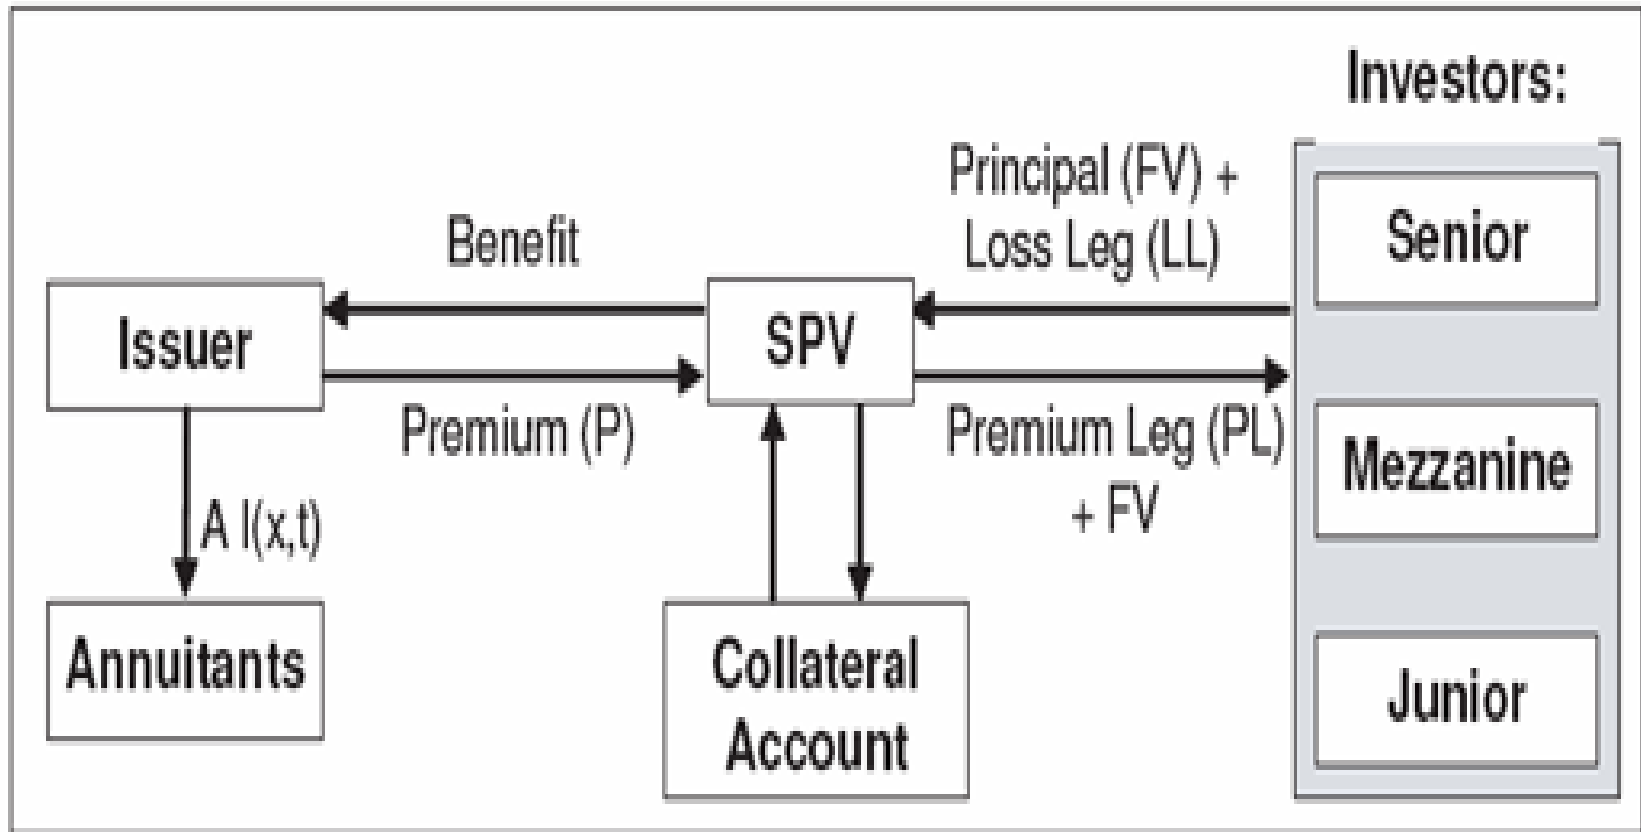 Investors:
Principal (FV) +
Loss Leg (LL)
Senior
Benefit
Issuer
SPV
Premium (P)
Premium Leg (PL)
+ FV
Mezzanine
A l(x,t)
Annuitants
Collateral
Account
Junior